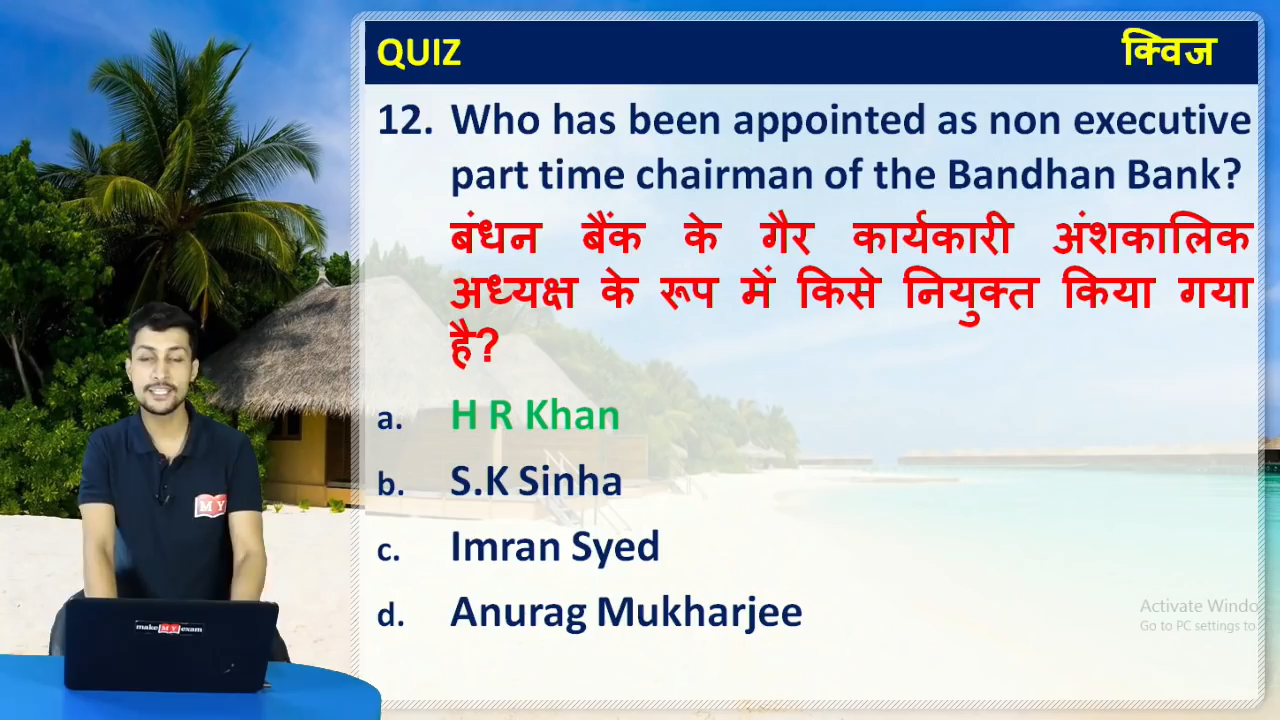 QUIZ क्विज
12. Who has been appointed as non executive
part time chairman of the Bandhan Bank?
बंधन बैंक के गैर कार्यकारी अंशकालिक
अध्यक्ष के रूप में किसे नियुक्त किया गया
है?
a. H R Khan
b. S.K Sinha
c. Imran Syed
d. Anurag Mukharjee
MY
make MY exam
Activate Windo
Go to PC settings to